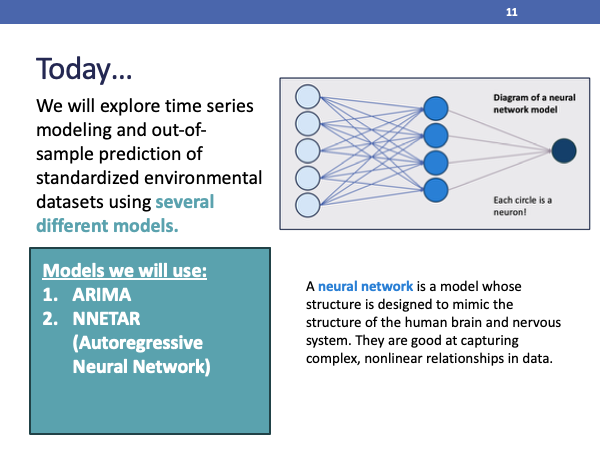 11
Today…
We will explore time series
modeling and out-of-
sample prediction of
standardized environmental
datasets using several
different models.
Diagram of a neural
network model
Each circle is a
neuron!
Models we will use:
1. ARIMA
2. NNETAR
(Autoregressive
Neural Network)
A neural network is a model whose
structure is designed to mimic the
structure of the human brain and nervous
system. They are good at capturing
complex, nonlinear relationships in data.